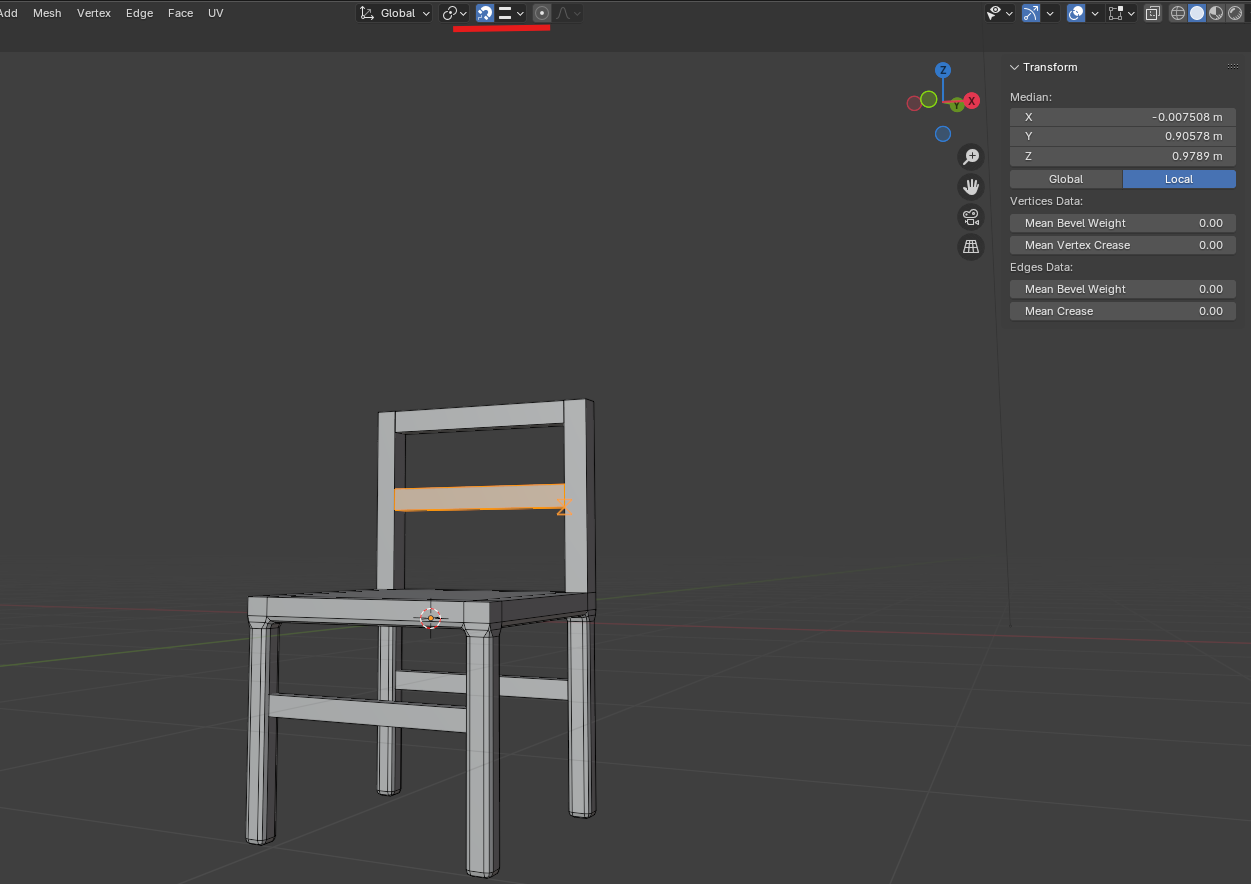 Add Mesh Vertex Edge Face UV Global
Transform
Z
X
Y
Median:
X -0.007508 m
Y 0.90578 m
Z 0.9789 m
Global Local
Vertices Data:
Mean Bevel Weight 0.00
Mean Vertex Crease 0.00
Edges Data:
Mean Bevel Weight 0.00
Mean Crease 0.00